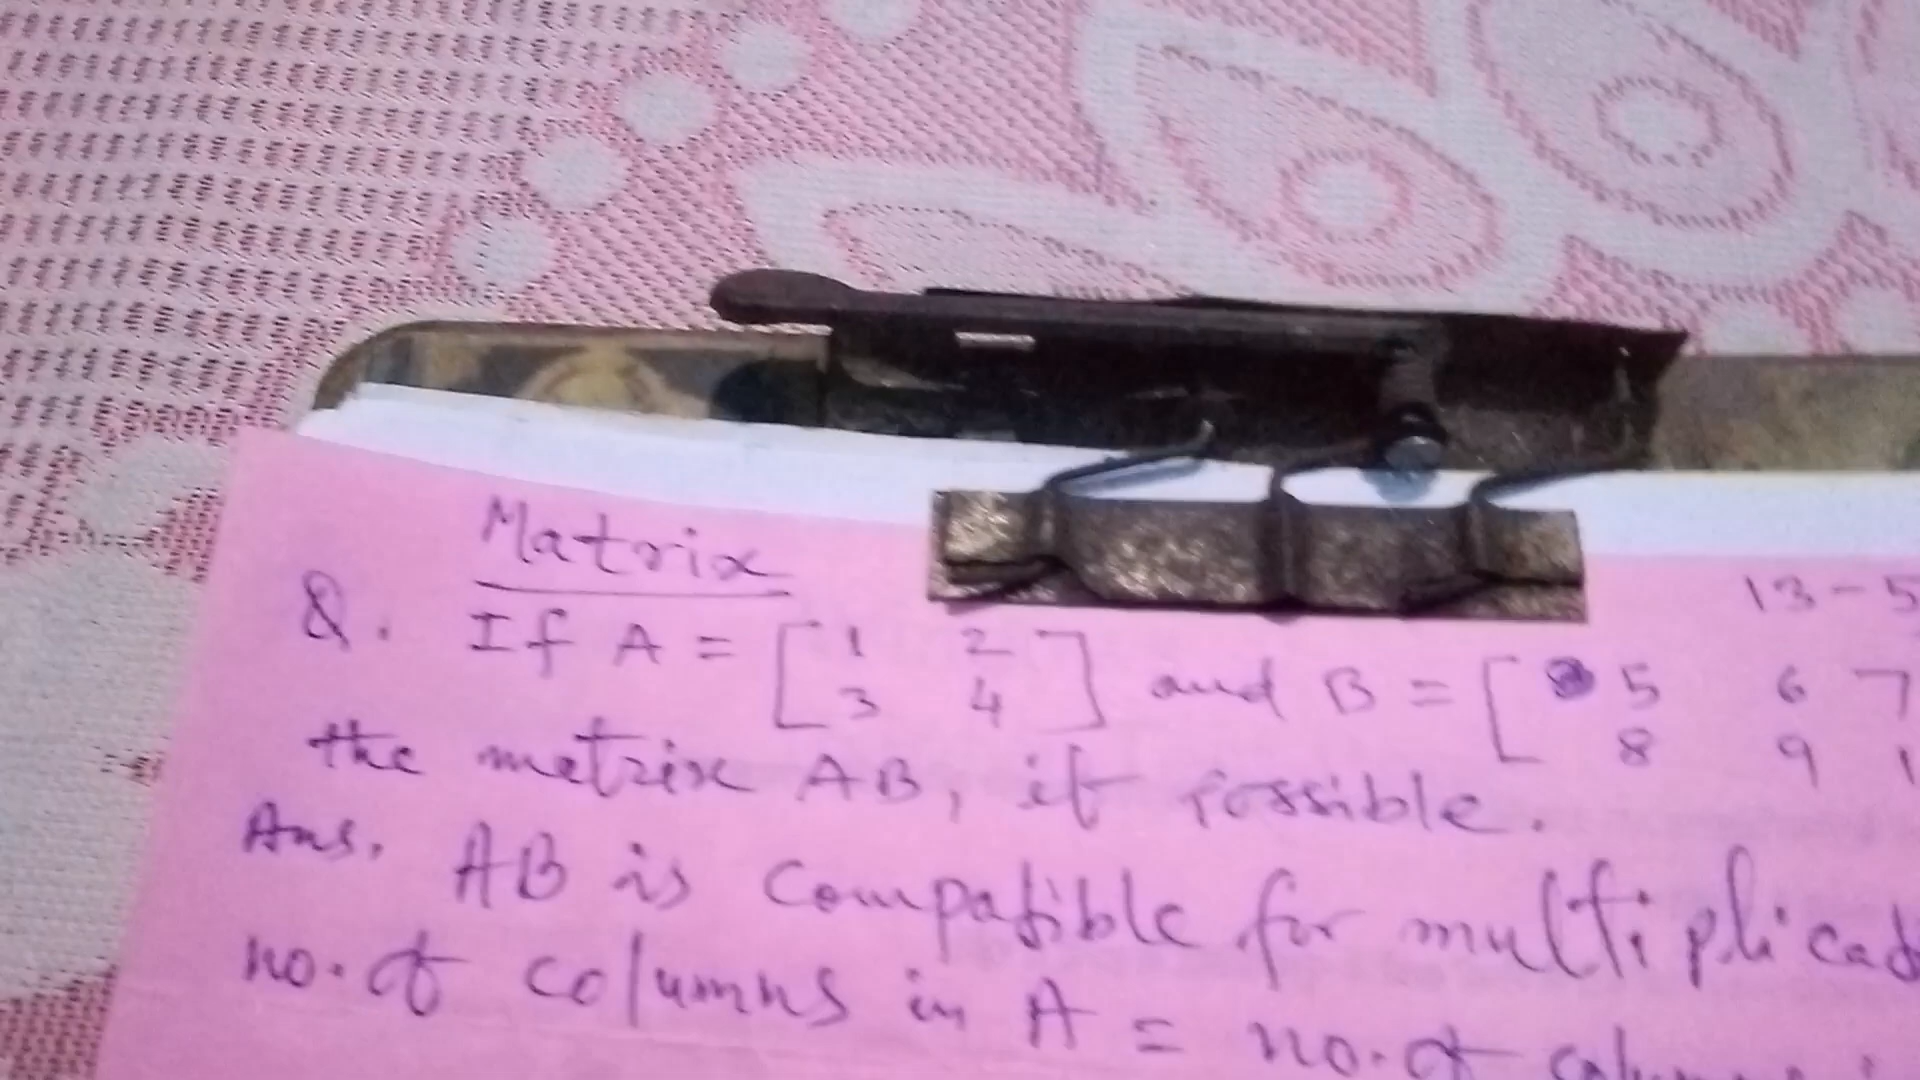 Matrix
13-5
Q. If A = [ 1 2 and B = [ 5 6 7
3 4 ] 8 9 1
the matrix AB, if possible.
Ans. AB is compatible for multiplicat
no. of columns in A = no. of